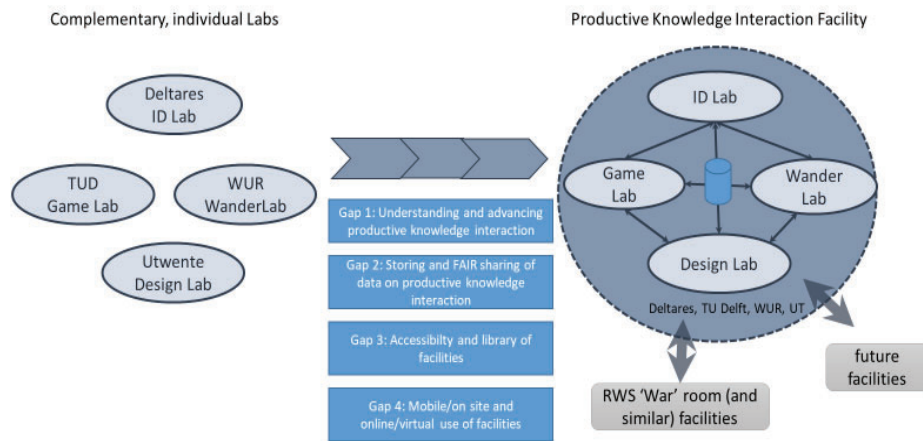 Complementary, individual Labs
Deltares
ID Lab
TUD
Game Lab
WUR
WanderLab
Utwente
Design Lab
Gap 1: Understanding and advancing
productive knowledge interaction
Gap 2: Storing and FAIR sharing of
data on productive knowledge
interaction
Gap 3: Accessibilty and library of
facilities
Gap 4: Mobile/on site and
online/virtual use of facilities
Productive Knowledge Interaction Facility
ID Lab
Game
Lab
Wander
Lab
Design Lab
Deltares, TU Delft, WUR, UT
RWS ‘War’ room (and
similar) facilities
future
facilities